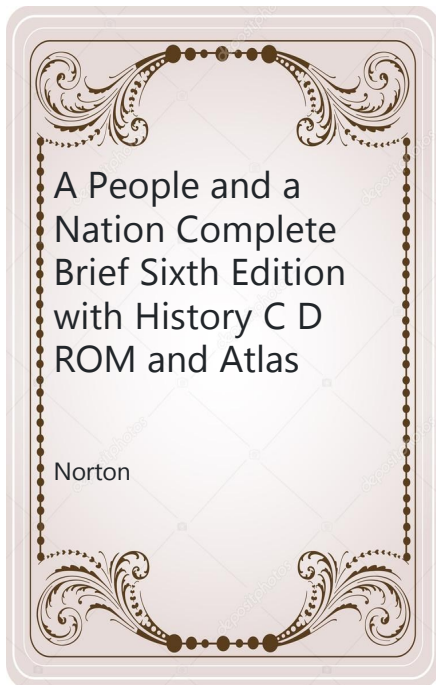 A People and a
Nation Complete
Brief Sixth Edition
with History C D
ROM and Atlas
Norton